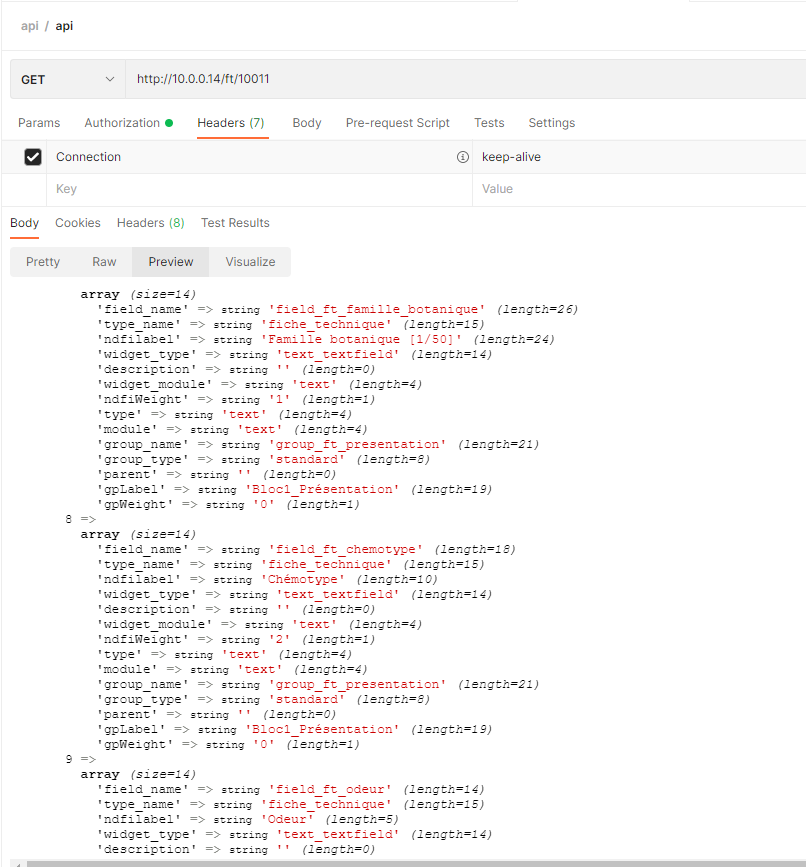 api / api
GET http://10.0.0.14/ft/10011
Params Authorization Headers (7) Body Pre-request Script Tests Settings
Connection keep-alive
Key Value
Body Cookies Headers (8) Test Results
Pretty Raw Preview Visualize
array (size=14)
'field_name' => string 'field_ft_famille_botanique' (length=26)
'type_name' => string 'fiche_technique' (length=15)
'ndfilabel' => string 'Famille botanique [1/50]' (length=24)
'widget_type' => string 'text_textfield' (length=14)
'description' => string '' (length=0)
'widget_module' => string 'text' (length=4)
'ndfiWeight' => string '1' (length=1)
'type' => string 'text' (length=4)
'module' => string 'text' (length=4)
'group_name' => string 'group_ft_presentation' (length=21)
'group_type' => string 'standard' (length=8)
'parent' => string '' (length=0)
'gpLabel' => string 'Bloc1_Présentation' (length=19)
'gpWeight' => string '0' (length=1)
8 =>
array (size=14)
'field_name' => string 'field_ft_chemotype' (length=18)
'type_name' => string 'fiche_technique' (length=15)
'ndfilabel' => string 'Chémotype' (length=10)
'widget_type' => string 'text_textfield' (length=14)
'description' => string '' (length=0)
'widget_module' => string 'text' (length=4)
'ndfiWeight' => string '2' (length=1)
'type' => string 'text' (length=4)
'module' => string 'text' (length=4)
'group_name' => string 'group_ft_presentation' (length=21)
'group_type' => string 'standard' (length=8)
'parent' => string '' (length=0)
'gpLabel' => string 'Bloc1_Présentation' (length=19)
'gpWeight' => string '0' (length=1)
9 =>
array (size=14)
'field_name' => string 'field_ft_odeur' (length=14)
'type_name' => string 'fiche_technique' (length=15)
'ndfilabel' => string 'Odeur' (length=5)
'widget_type' => string 'text_textfield' (length=14)
'description' => string '' (length=0)